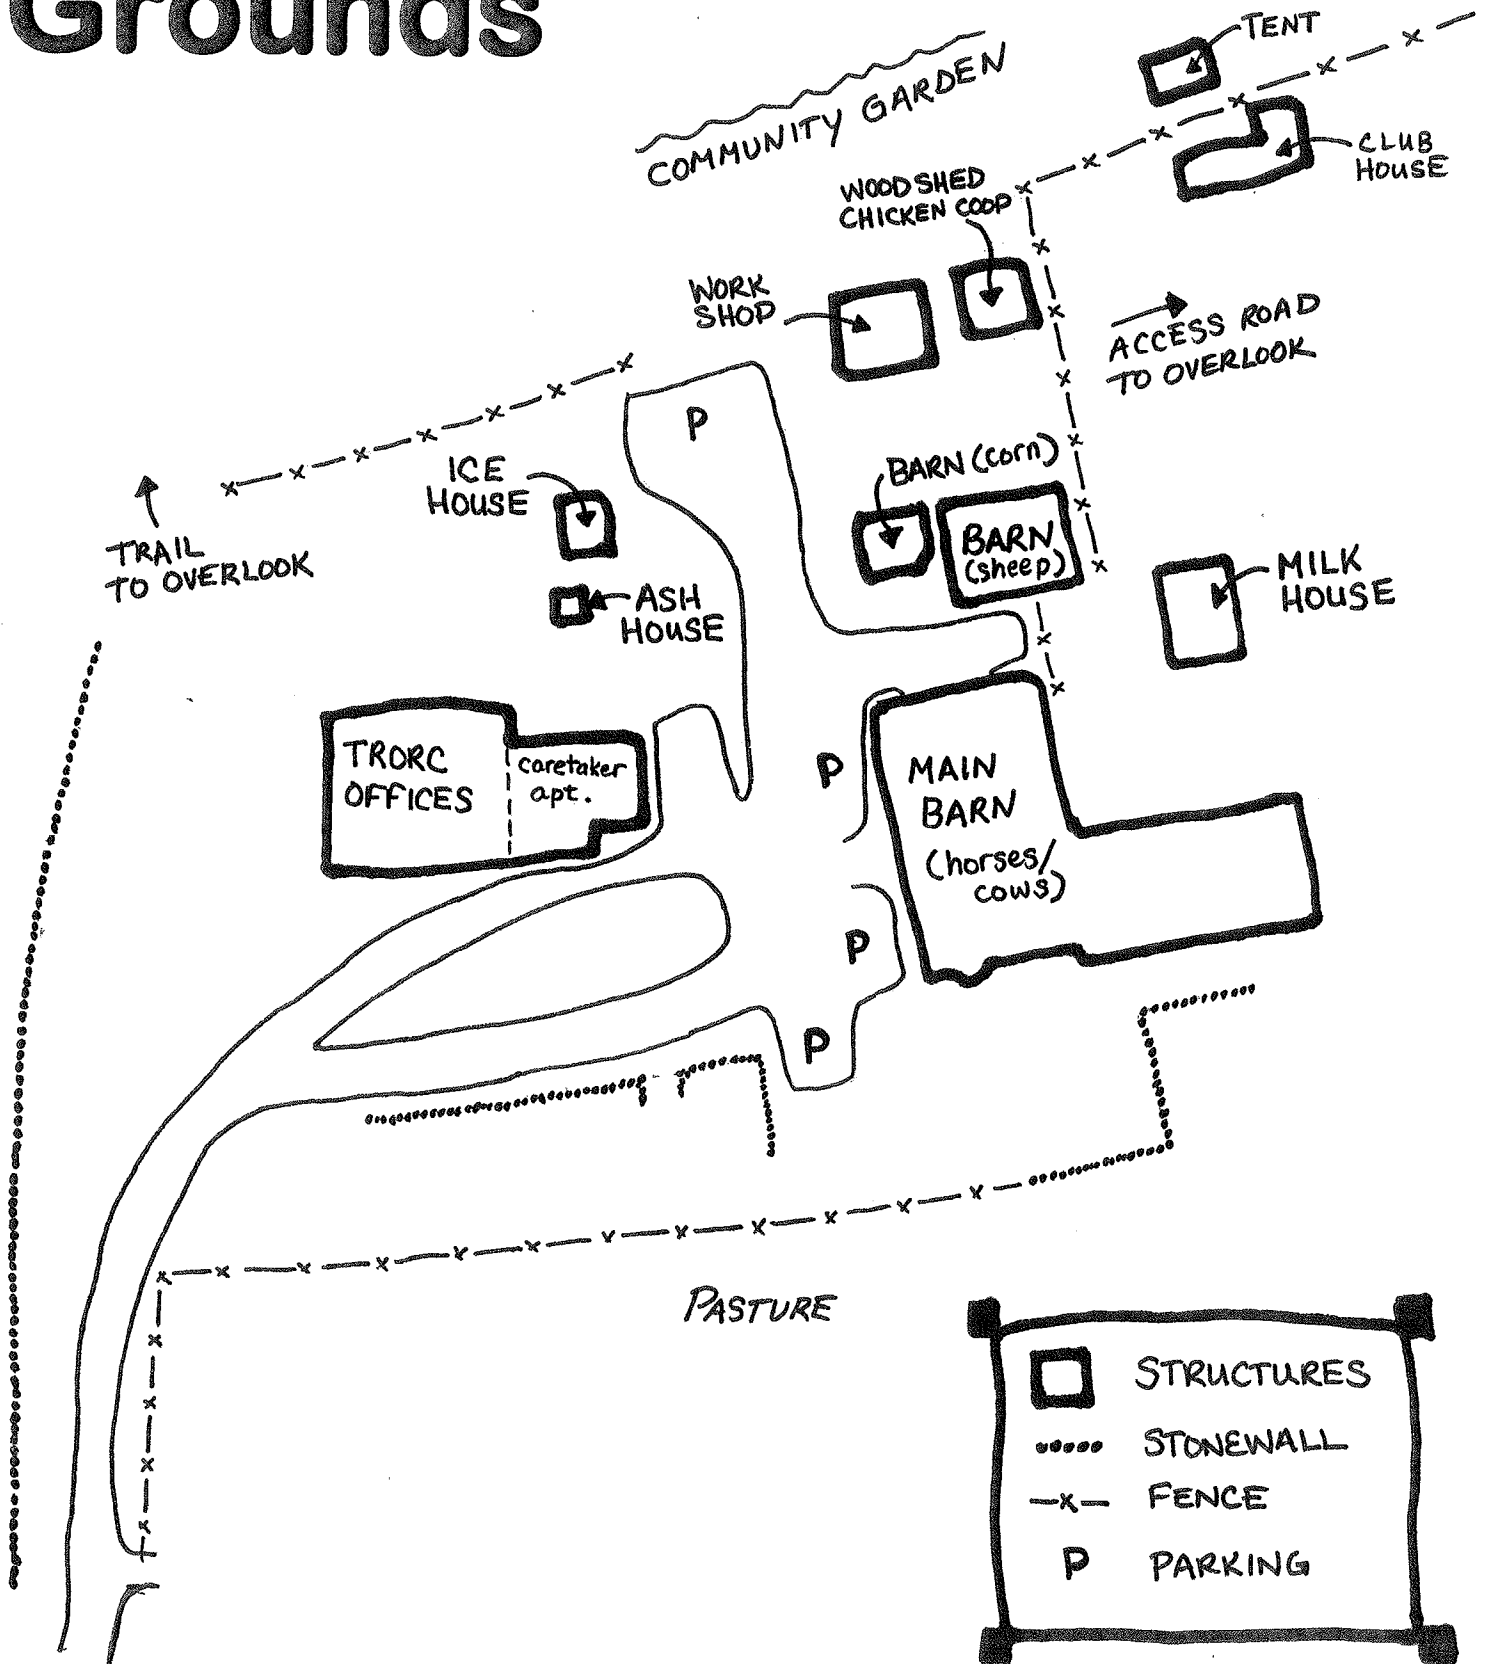 Grounds
TENT
COMMUNITY GARDEN
CLUB
HOUSE
WOODSHED
CHICKEN COOP
WORK
SHOP
ACCESS ROAD
TO OVERLOOK
P
BARN (corn)
ICE
HOUSE
BARN
(sheep)
TRAIL
TO OVERLOOK
MILK
HOUSE
ASH
HOUSE
TRORC
OFFICES
caretaker
apt.
P
MAIN
BARN
(horses/
cows)
P
P
PASTURE
STRUCTURES
STONEWALL
-x- FENCE
P PARKING